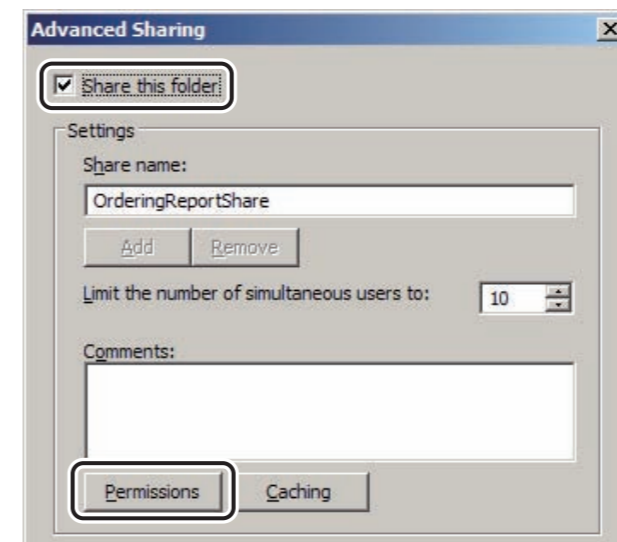 Advanced Sharing
Share this folder
Settings
Share name:
OrderingReportShare
Add Remove
Limit the number of simultaneous users to: 10
Comments:
Permissions Caching